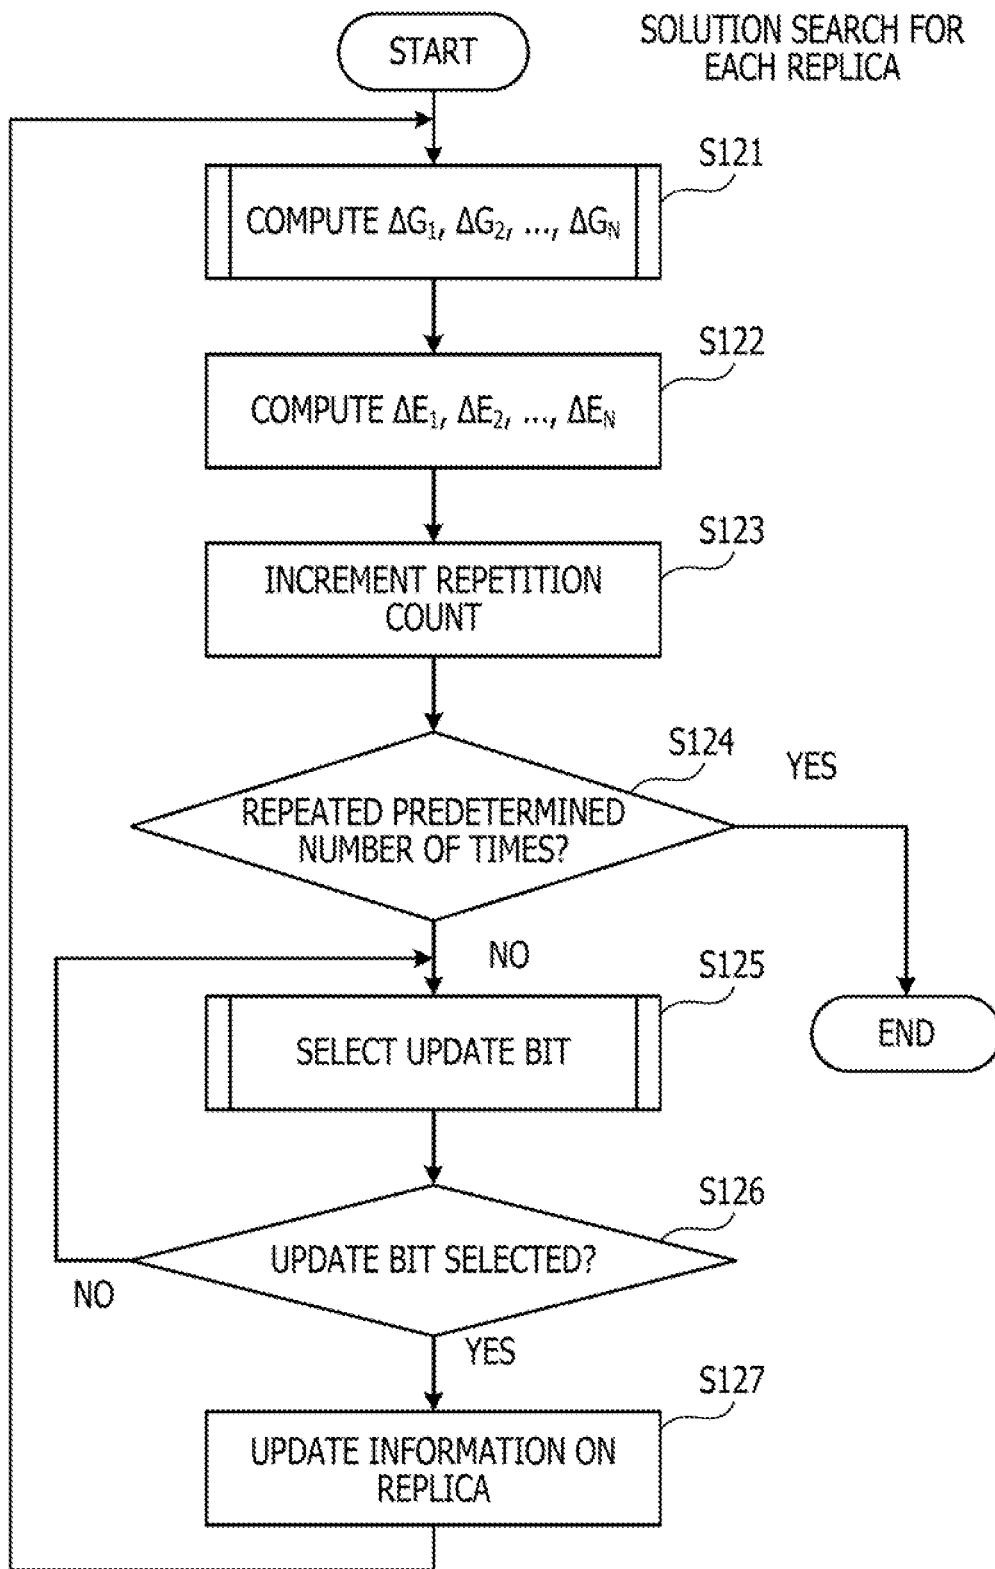 SOLUTION SEARCH FOR
EACH REPLICA
START
S121
COMPUTE ΔG₁, ΔG₂, ..., ΔG_N
S122
COMPUTE ΔE₁, ΔE₂, ..., ΔE_N
S123
INCREMENT REPETITION
COUNT
S124
YES
REPEATED PREDETERMINED
NUMBER OF TIMES?
NO
S125
SELECT UPDATE BIT
END
S126
UPDATE BIT SELECTED?
NO
YES
S127
UPDATE INFORMATION ON
REPLICA